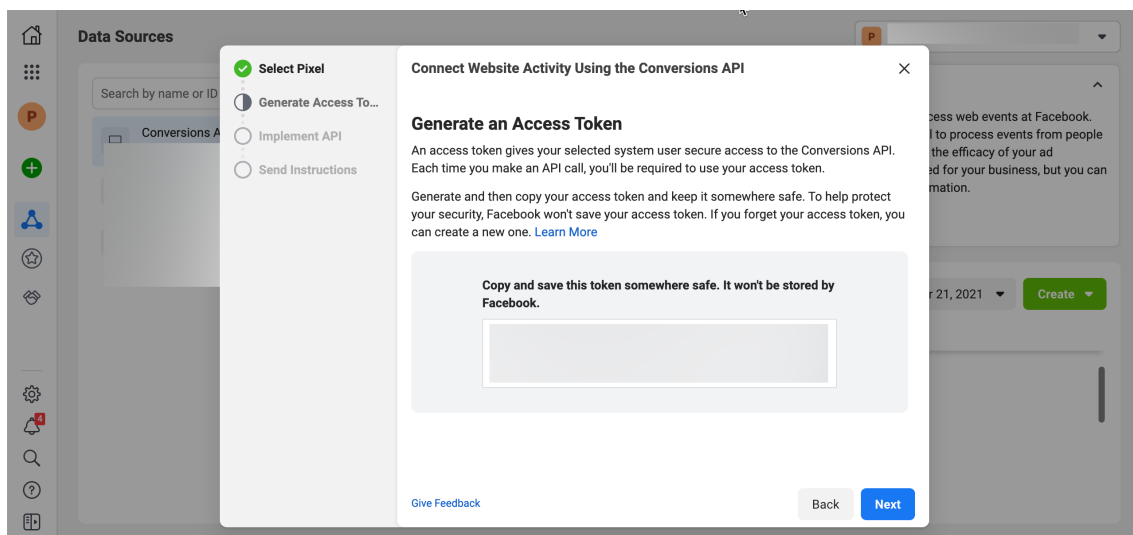 Data Sources
P
Search by name or ID
Conversions A
P
4
Select Pixel
Generate Access To...
Implement API
Send Instructions
Connect Website Activity Using the Conversions API
Generate an Access Token
An access token gives your selected system user secure access to the Conversions API.
Each time you make an API call, you'll be required to use your access token.
Generate and then copy your access token and keep it somewhere safe. To help protect
your security, Facebook won't save your access token. If you forget your access token, you
can create a new one. Learn More
Copy and save this token somewhere safe. It won't be stored by
Facebook.
Give Feedback
Back
Next
cess web events at Facebook.
l to process events from people
the efficacy of your ad
ed for your business, but you can
mation.
r 21, 2021
Create